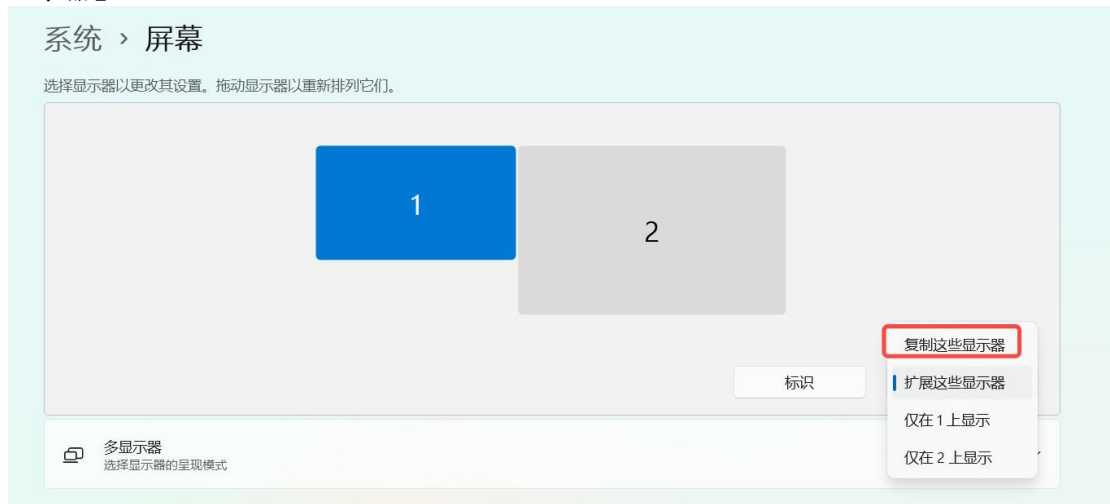 系统 › 屏幕
选择显示器以更改其设置。拖动显示器以重新排列它们。
1
2
复制这些显示器
标识
扩展这些显示器
仅在 1 上显示
多显示器
选择显示器的呈现模式
仅在 2 上显示